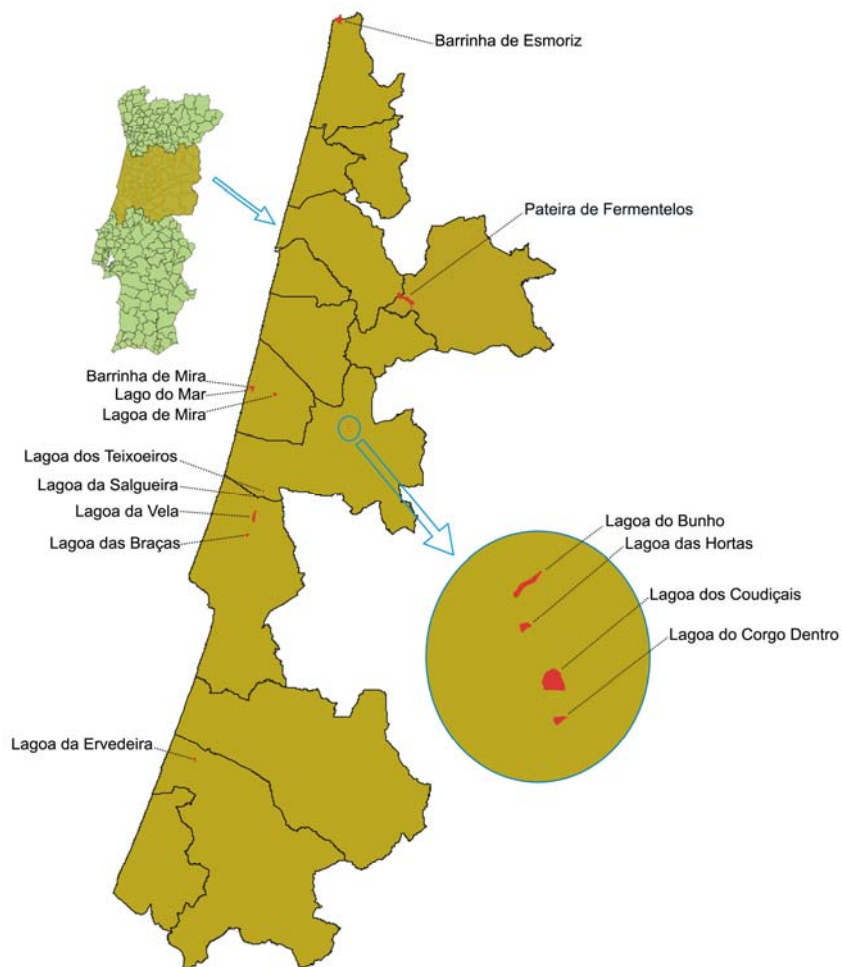 Barrinha de Esmoriz
Pateira de Fermentelos
Barrinha de Mira
Lago do Mar
Lagoa de Mira
Lagoa dos Teixoeiros
Lagoa da Salgueira
Lagoa da Vela
Lagoa das Braças
Lagoa do Bunho
Lagoa das Hortas
Lagoa dos Coudiçais
Lagoa do Corgo Dentro
Lagoa da Ervedeira